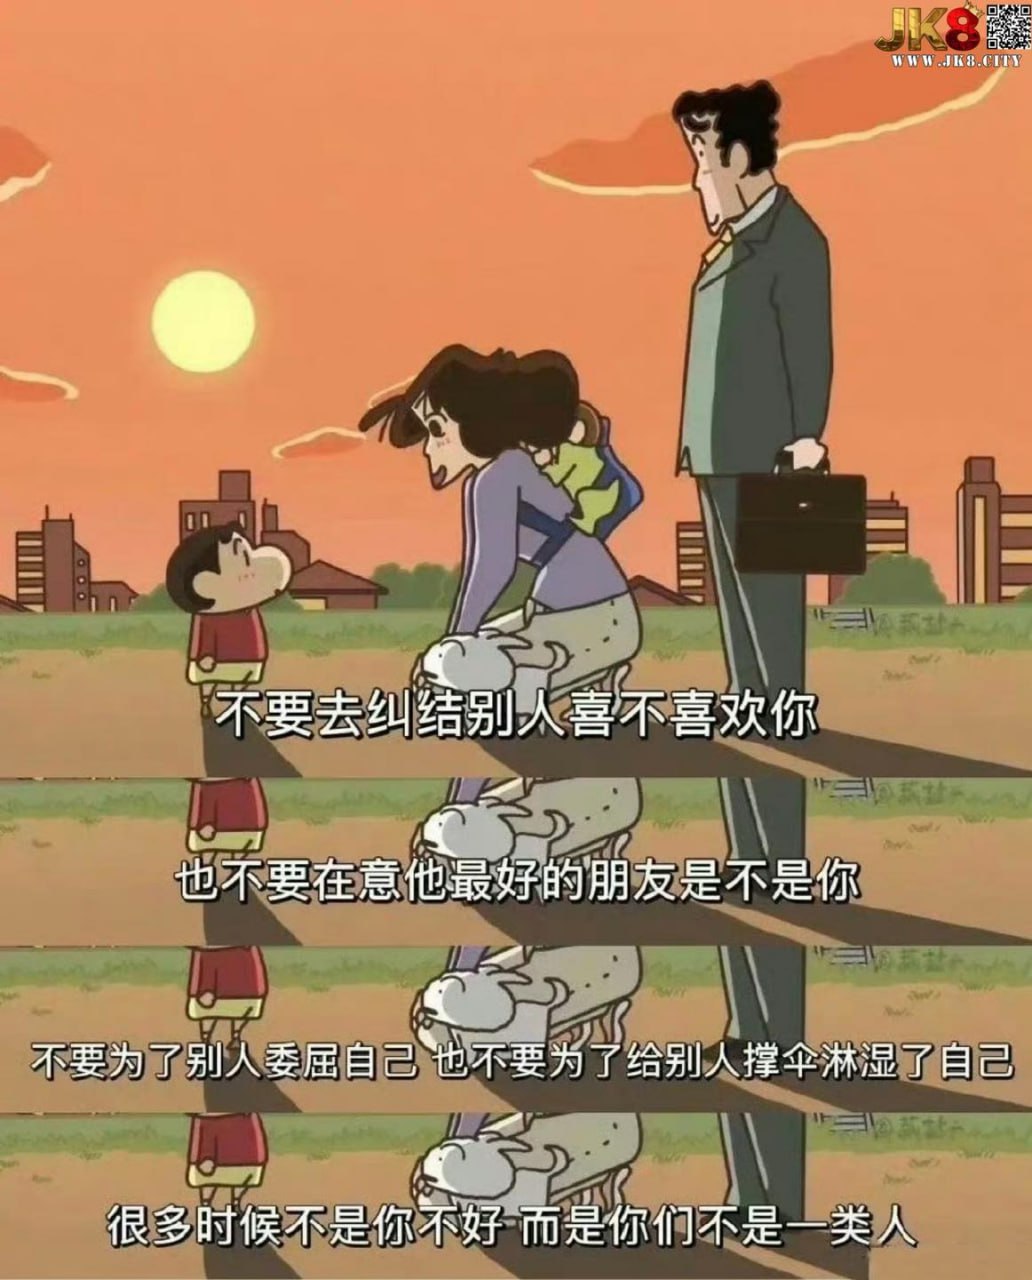 JK8
WWW.JK8.CITY
不要去纠结别人喜不喜欢你
也不要在意他最好的朋友是不是你
不要为了别人委屈自己 也不要为了给别人撑伞淋湿了自己
很多时候不是你不好 而是你们不是一类人